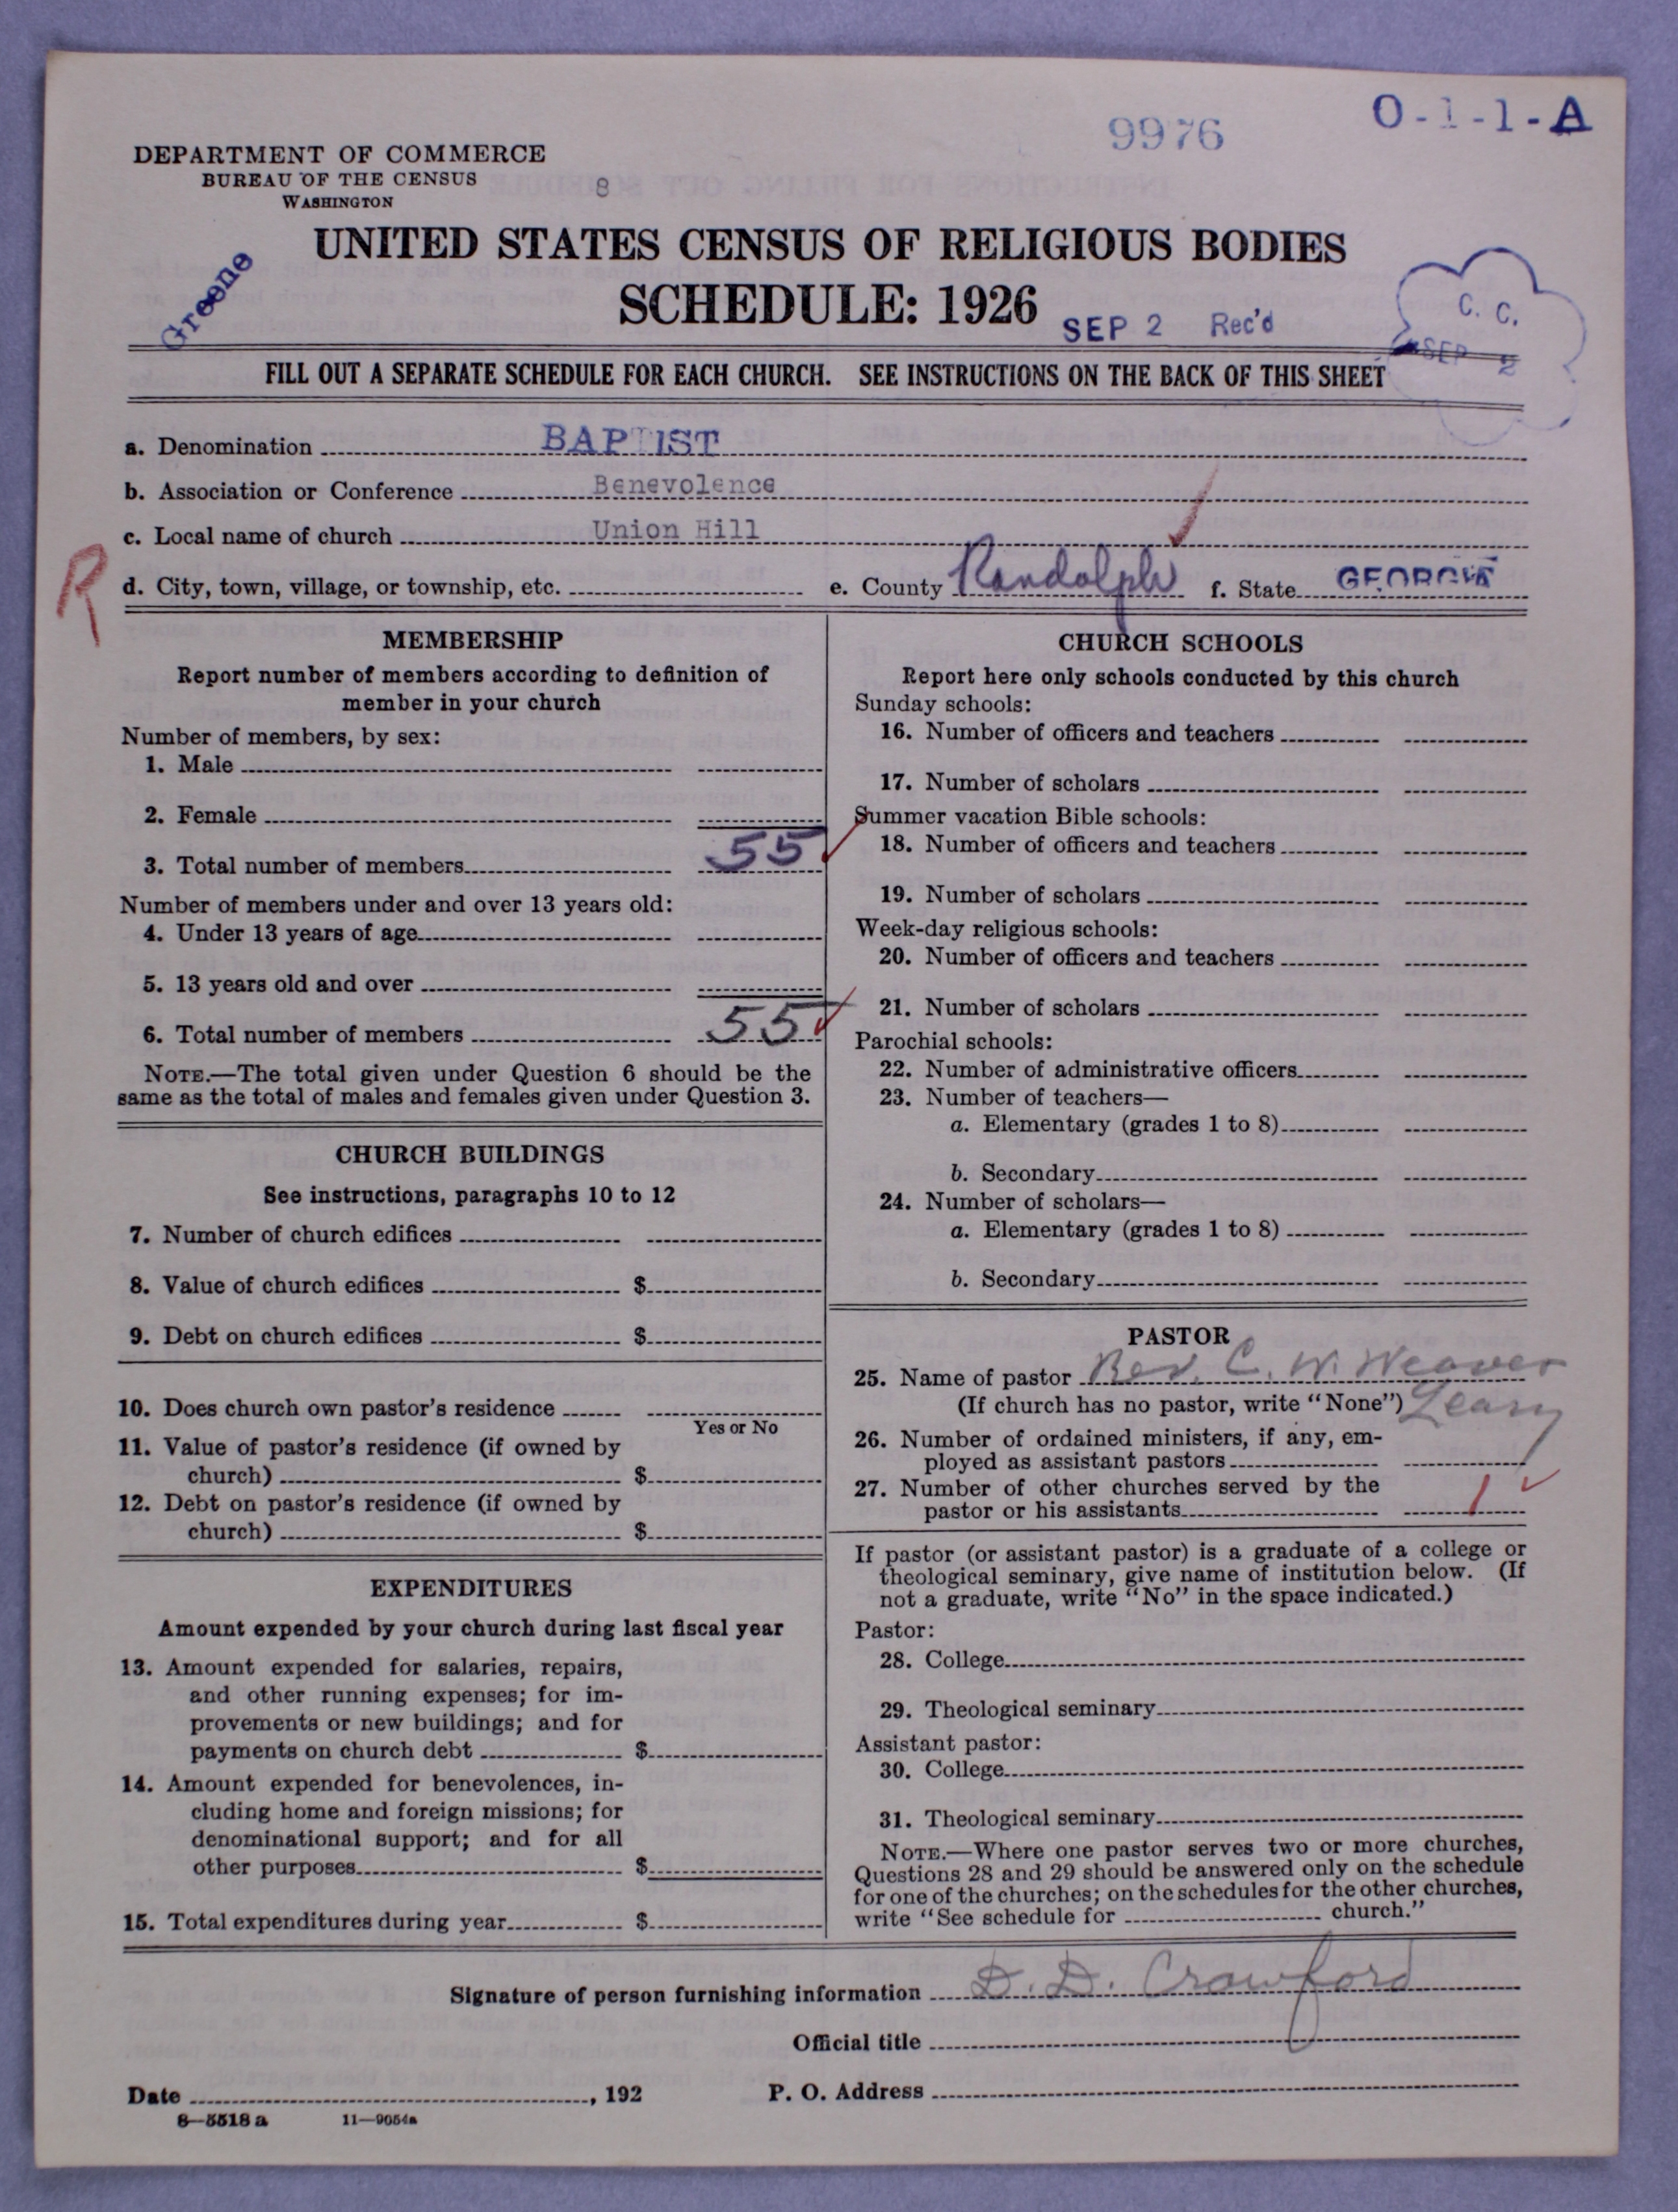 9976
O-1-1-A
DEPARTMENT OF COMMERCE
BUREAU OF THE CENSUS
WASHINGTON
8
Greene
UNITED STATES CENSUS OF RELIGIOUS BODIES
SCHEDULE: 1926
SEP 2 Rec'd
C. C.
SEP 2
FILL OUT A SEPARATE SCHEDULE FOR EACH CHURCH. SEE INSTRUCTIONS ON THE BACK OF THIS SHEET
a. Denomination BAPTIST
b. Association or Conference Benevolence
c. Local name of church Union Hill
R
d. City, town, village, or township, etc. e. County Randolph f. State GEORGIA
MEMBERSHIP
Report number of members according to definition of
member in your church
Number of members, by sex:
1. Male
2. Female
3. Total number of members 55
Number of members under and over 13 years old:
4. Under 13 years of age
5. 13 years old and over
6. Total number of members 55
NOTE.—The total given under Question 6 should be the
same as the total of males and females given under Question 3.
CHURCH BUILDINGS
See instructions, paragraphs 10 to 12
7. Number of church edifices
8. Value of church edifices $
9. Debt on church edifices $
10. Does church own pastor's residence
Yes or No
11. Value of pastor's residence (if owned by
church) $
12. Debt on pastor's residence (if owned by
church) $
EXPENDITURES
Amount expended by your church during last fiscal year
13. Amount expended for salaries, repairs,
and other running expenses; for im-
provements or new buildings; and for
payments on church debt $
14. Amount expended for benevolences, in-
cluding home and foreign missions; for
denominational support; and for all
other purposes $
15. Total expenditures during year $
CHURCH SCHOOLS
Report here only schools conducted by this church
Sunday schools:
16. Number of officers and teachers
17. Number of scholars
Summer vacation Bible schools:
18. Number of officers and teachers
19. Number of scholars
Week-day religious schools:
20. Number of officers and teachers
21. Number of scholars
Parochial schools:
22. Number of administrative officers
23. Number of teachers—
a. Elementary (grades 1 to 8)
b. Secondary
24. Number of scholars—
a. Elementary (grades 1 to 8)
b. Secondary
PASTOR
25. Name of pastor Rev. C. W. Weaver
(If church has no pastor, write "None") Leary
26. Number of ordained ministers, if any, em-
ployed as assistant pastors
27. Number of other churches served by the
pastor or his assistants 1
If pastor (or assistant pastor) is a graduate of a college or
theological seminary, give name of institution below. (If
not a graduate, write "No" in the space indicated.)
Pastor:
28. College
29. Theological seminary
Assistant pastor:
30. College
31. Theological seminary
NOTE.—Where one pastor serves two or more churches,
Questions 28 and 29 should be answered only on the schedule
for one of the churches; on the schedules for the other churches,
write "See schedule for church."
Signature of person furnishing information D. D. Crawford
Official title
Date , 192 P. O. Address
8—5518 a 11—9054a